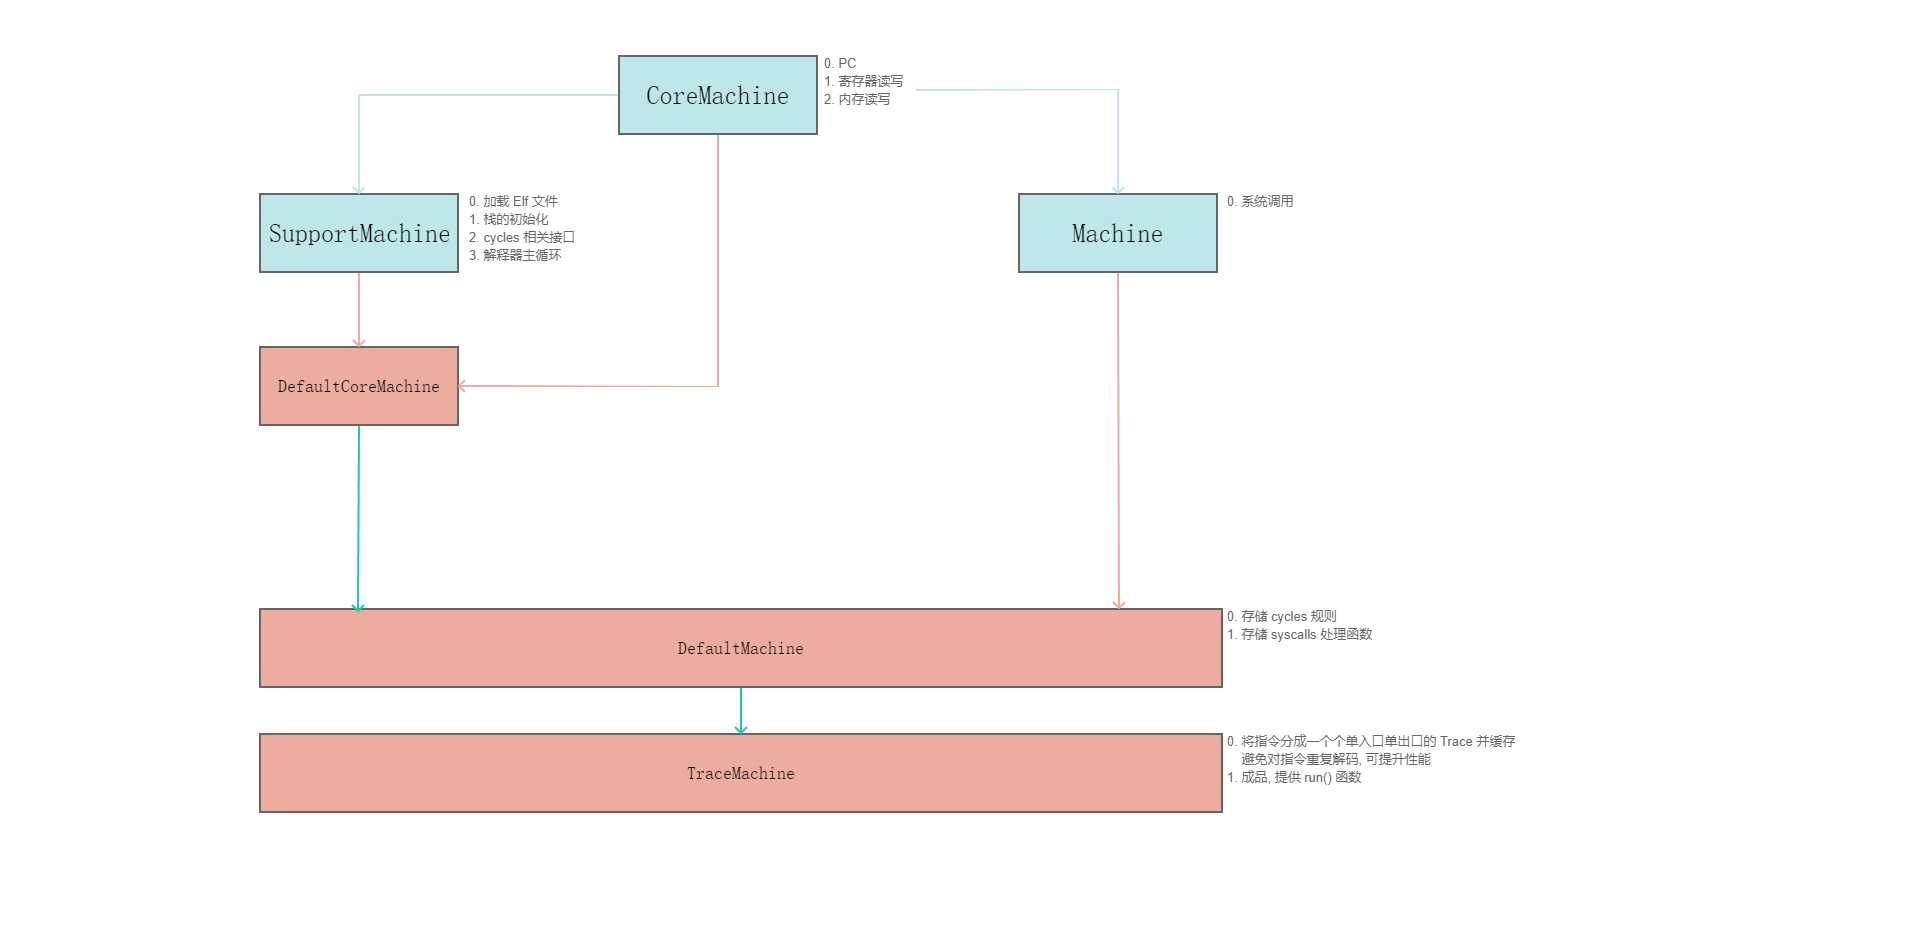 CoreMachine
0. PC
1. 寄存器读写
2. 内存读写
SupportMachine
0. 加载 Elf 文件
1. 栈的初始化
2. cycles 相关接口
3. 解释器主循环
Machine
0. 系统调用
DefaultCoreMachine
DefaultMachine
0. 存储 cycles 规则
1. 存储 syscalls 处理函数
TraceMachine
0. 将指令分成一个个单入口单出口的 Trace 并缓存
避免对指令重复解码, 可提升性能
1. 成品, 提供 run() 函数